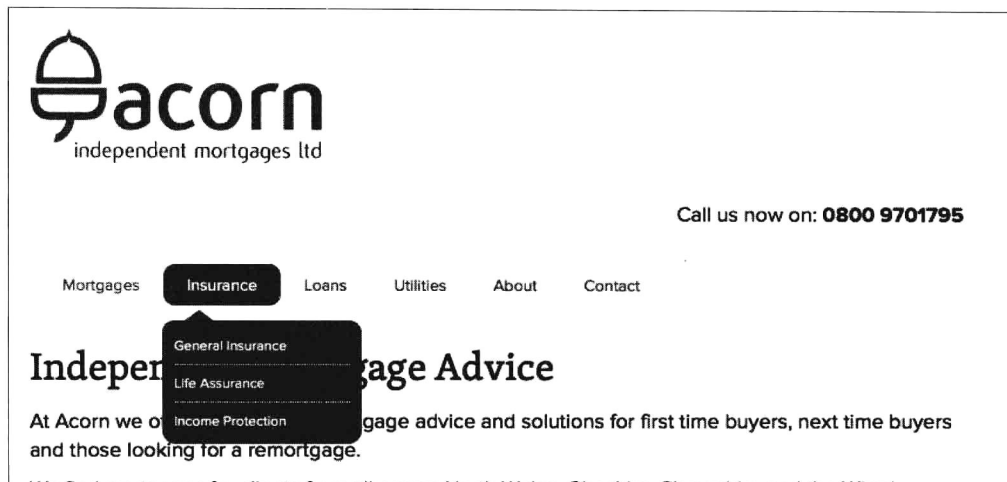 acorn
independent mortgages ltd
Call us now on: 0800 9701795
Mortgages Insurance Loans Utilities About Contact
General Insurance
Life Assurance
Income Protection
Indepen gage Advice
At Acorn we o gage advice and solutions for first time buyers, next time buyers
and those looking for a remortgage.